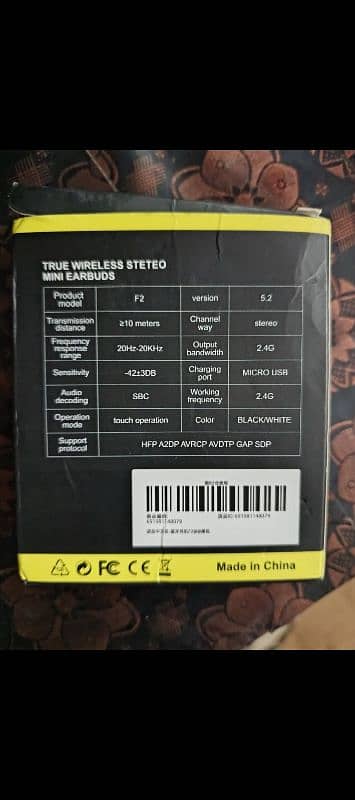 TRUE WIRELESS STETEO
MINI EARBUDS
Product model F2 version 5.2
Transmission distance ≥10 meters Channel way stereo
Frequency response range 20Hz-20KHz Output bandwidth 2.4G
Sensitivity -42±3DB Charging port MICRO USB
Audio decoding SBC Working frequency 2.4G
Operation mode touch operation Color BLACK/WHITE
Support protocol HFP A2DP AVRCP AVDTP GAP SDP
FC CE Made in China